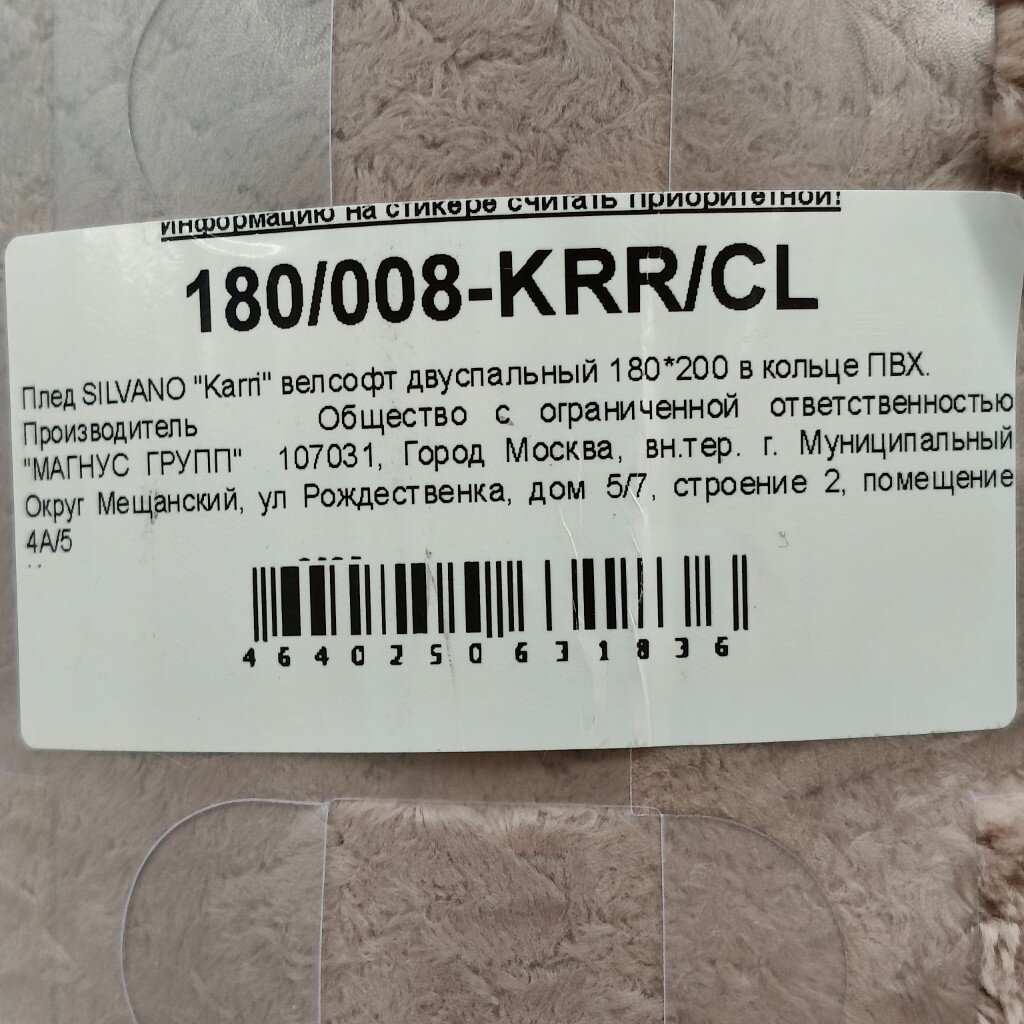 Информацию на стикере считать приоритетной!
180/008-KRR/CL
Плед SILVANO "Karri" велсофт двуспальный 180*200 в кольце ПВХ.
Производитель Общество с ограниченной ответственностью
"МАГНУС ГРУПП" 107031, Город Москва, вн.тер. г. Муниципальный
Округ Мещанский, ул Рождественка, дом 5/7, строение 2, помещение
4А/5
4640250631836